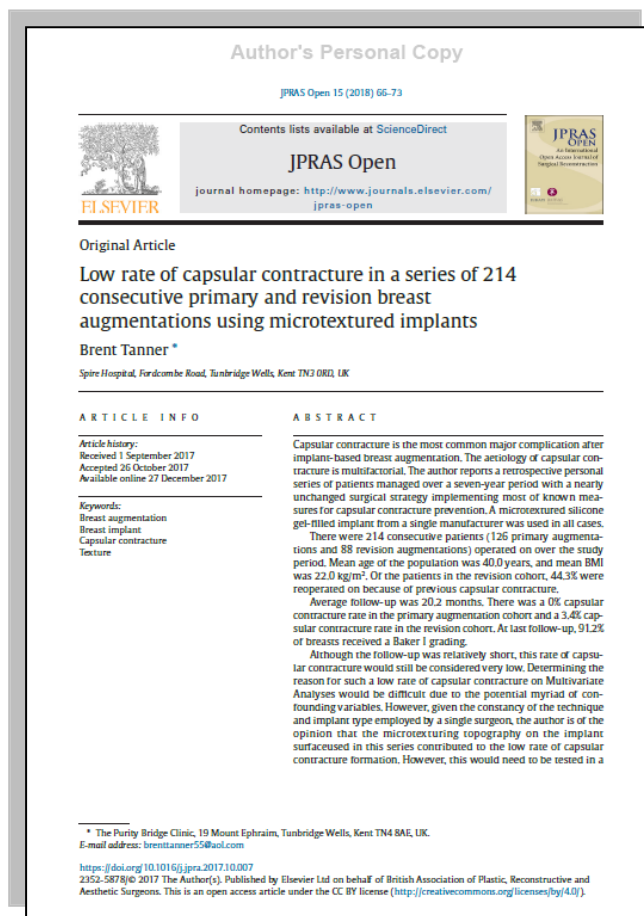 Author's Personal Copy
JPRAS Open 15 (2018) 66–73
Contents lists available at ScienceDirect
JPRAS Open
journal homepage: http://www.journals.elsevier.com/
jpras-open
ELSEVIER
JPRAS
OPEN
An International
Open Access Journal of
Surgical Reconstruction
Original Article
Low rate of capsular contracture in a series of 214
consecutive primary and revision breast
augmentations using microtextured implants
Brent Tanner *
Spire Hospital, Fordcombe Road, Tunbridge Wells, Kent TN3 0RD, UK
ARTICLE INFO
Article history:
Received 1 September 2017
Accepted 26 October 2017
Available online 27 December 2017
Keywords:
Breast augmentation
Breast implant
Capsular contracture
Texture
ABSTRACT
Capsular contracture is the most common major complication after
implant-based breast augmentation. The aetiology of capsular con-
tracture is multifactorial. The author reports a retrospective personal
series of patients managed over a seven-year period with a nearly
unchanged surgical strategy implementing most of known mea-
sures for capsular contracture prevention. A microtextured silicone
gel-filled implant from a single manufacturer was used in all cases.
There were 214 consecutive patients (126 primary augmenta-
tions and 88 revision augmentations) operated on over the study
period. Mean age of the population was 40.0 years, and mean BMI
was 22.0 kg/m². Of the patients in the revision cohort, 44.3% were
reoperated on because of previous capsular contracture.
Average follow-up was 20.2 months. There was a 0% capsular
contracture rate in the primary augmentation cohort and a 3.4% cap-
sular contracture rate in the revision cohort. At last follow-up, 91.2%
of breasts received a Baker I grading.
Although the follow-up was relatively short, this rate of capsu-
lar contracture would still be considered very low. Determining the
reason for such a low rate of capsular contracture on Multivariate
Analyses would be difficult due to the potential myriad of con-
founding variables. However, given the constancy of the technique
and implant type employed by a single surgeon, the author is of the
opinion that the microtexturing topography on the implant
surfaceused in this series contributed to the low rate of capsular
contracture formation. However, this would need to be tested in a
* The Purity Bridge Clinic, 19 Mount Ephraim, Tunbridge Wells, Kent TN4 8AE, UK.
E-mail address: brenttanner55@aol.com
https://doi.org/10.1016/j.jpra.2017.10.007
2352-5878/© 2017 The Author(s). Published by Elsevier Ltd on behalf of British Association of Plastic, Reconstructive and
Aesthetic Surgeons. This is an open access article under the CC BY license (http://creativecommons.org/licenses/by/4.0/).